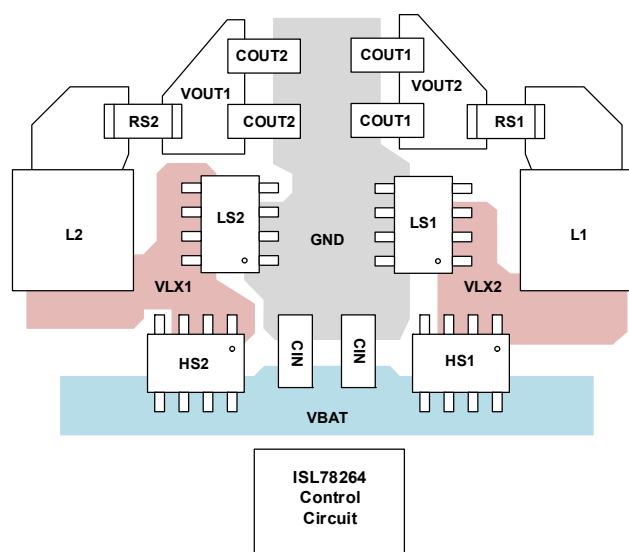 COUT2
COUT1
VOUT1
VOUT2
RS2
COUT2
COUT1
RS1
L2
LS2
GND
LS1
L1
VLX1
VLX2
HS2
CIN
CIN
HS1
VBAT
ISL78264
Control
Circuit